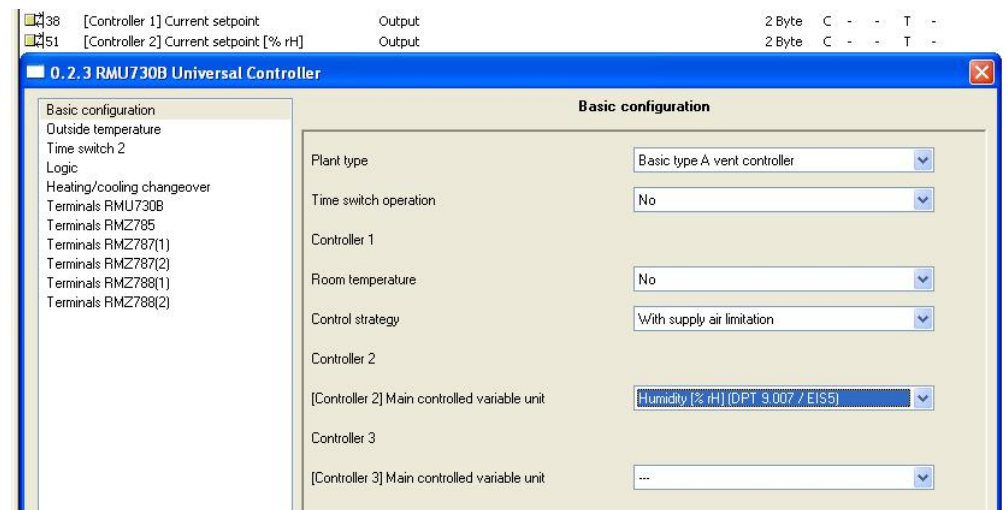 38 [Controller 1] Current setpoint Output 2 Byte C - - T -
51 [Controller 2] Current setpoint [% rH] Output 2 Byte C - - T -
0.2.3 RMU730B Universal Controller
Basic configuration
Outside temperature
Time switch 2
Logic
Heating/cooling changeover
Terminals RMU730B
Terminals RMZ785
Terminals RMZ787(1)
Terminals RMZ787(2)
Terminals RMZ788(1)
Terminals RMZ788(2)
Basic configuration
Plant type Basic type A vent controller
Time switch operation No
Controller 1
Room temperature No
Control strategy With supply air limitation
Controller 2
[Controller 2] Main controlled variable unit Humidity [% rH] (DPT 9.007 / EIS5)
Controller 3
[Controller 3] Main controlled variable unit ---